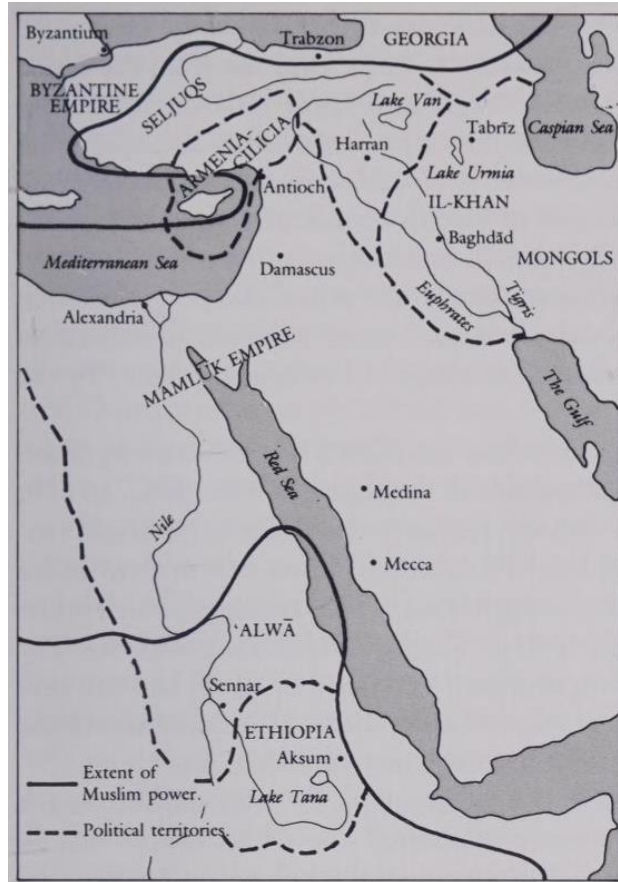 Byzantium
Trabzon
GEORGIA
BYZANTINE
EMPIRE
SELJUQS
Lake Van
Caspian Sea
Tabrīz
ARMENIA-
CILICIA
Harran
Lake Urmia
Antioch
IL-KHAN
Baghdād
MONGOLS
Mediterranean Sea
Damascus
Euphrates
Tigris
Alexandria
The Gulf
MAMLUK EMPIRE
Red Sea
Medina
Nile
Mecca
‘ALWĀ
Sennar
ETHIOPIA
Aksum
Lake Tana
Extent of
Muslim power.
Political territories.